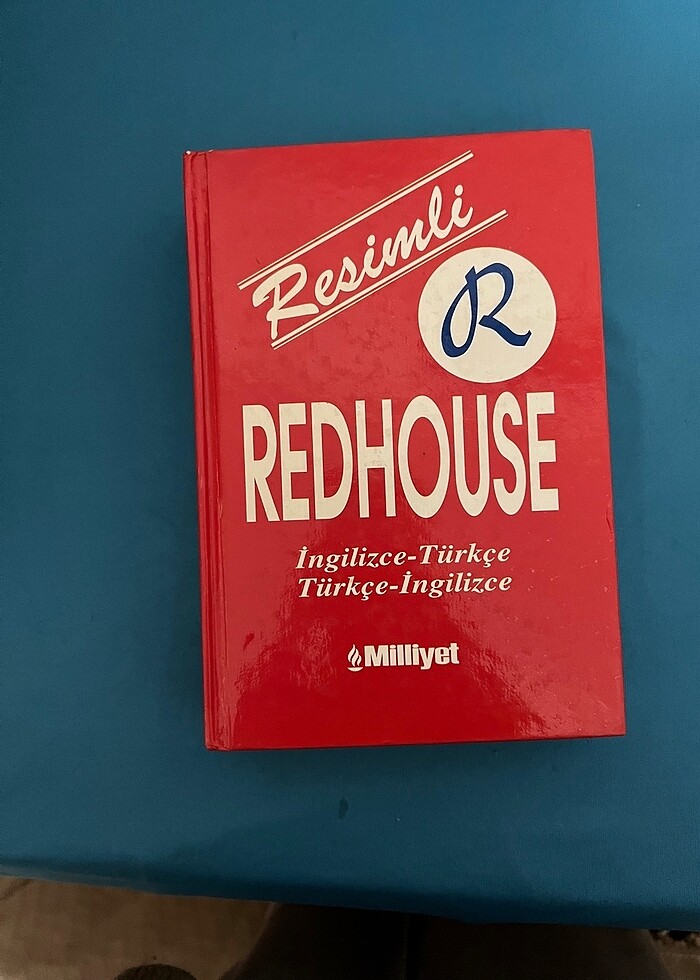 Resimli
R
REDHOUSE
İngilizce-Türkçe
Türkçe-İngilizce
Milliyet